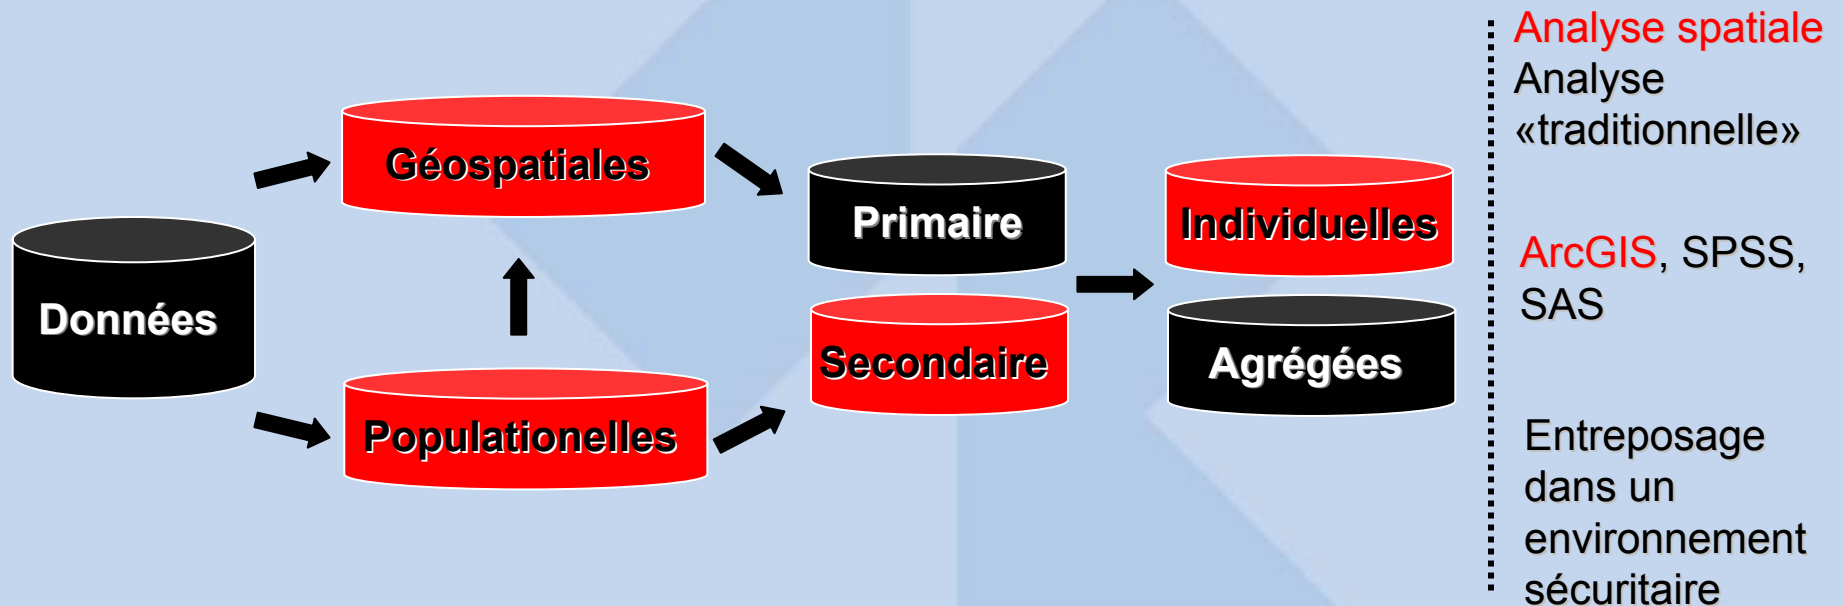 Données
Géospatiales
Populationelles
Primaire
Secondaire
Individuelles
Agrégées
Analyse spatiale
Analyse
«traditionnelle»
ArcGIS, SPSS,
SAS
Entreposage
dans un
environnement
sécuritaire